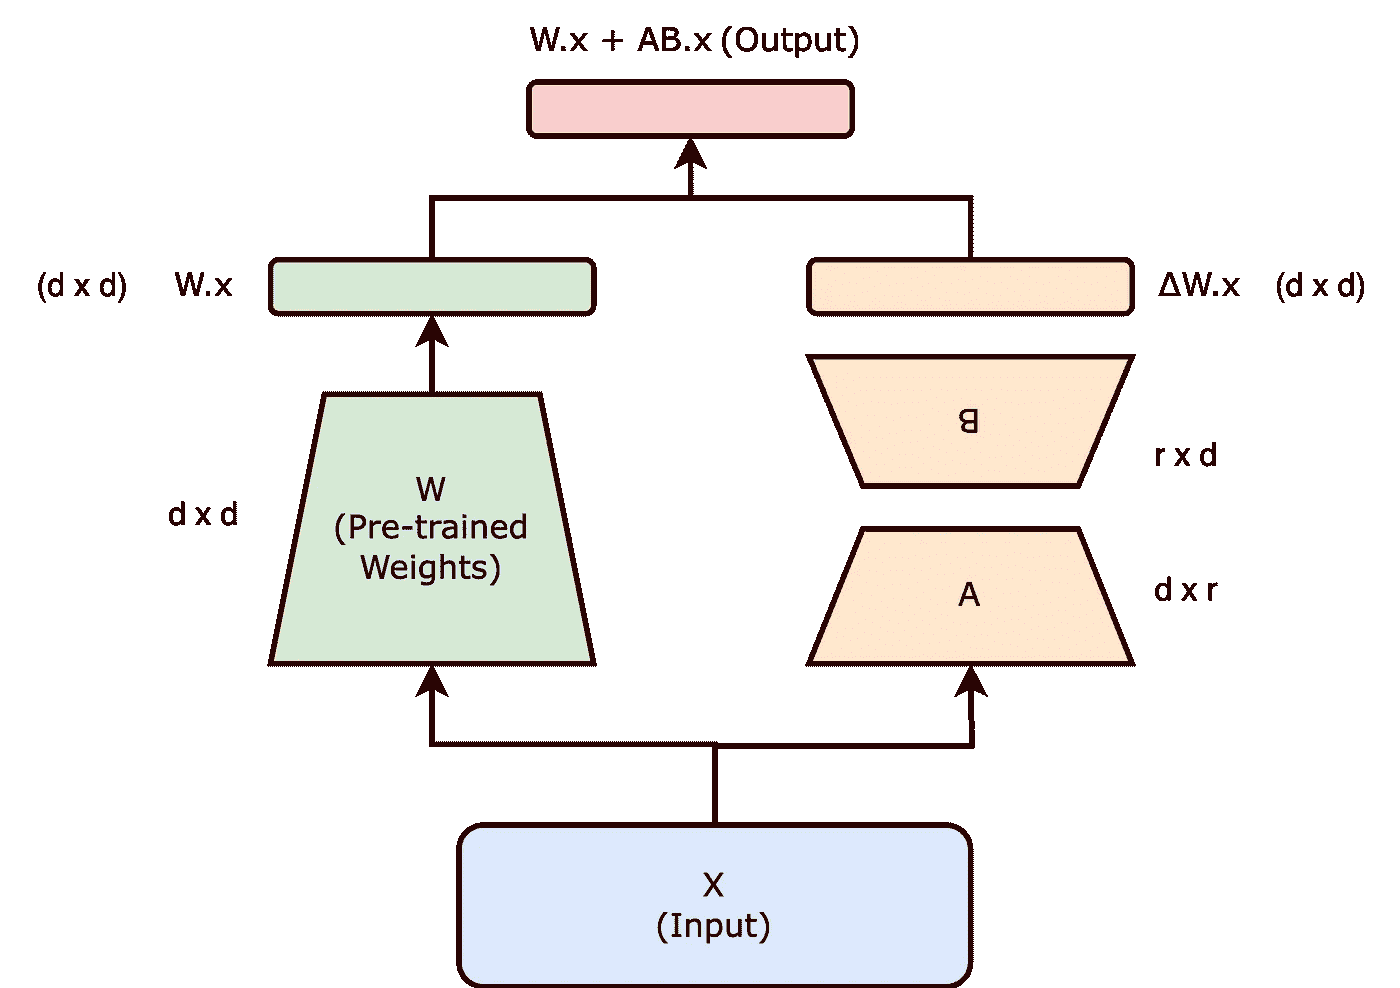 W.x + AB.x (Output)
(d x d) W.x
ΔW.x (d x d)
B
r x d
W
(Pre-trained
Weights)
d x d
A
d x r
X
(Input)